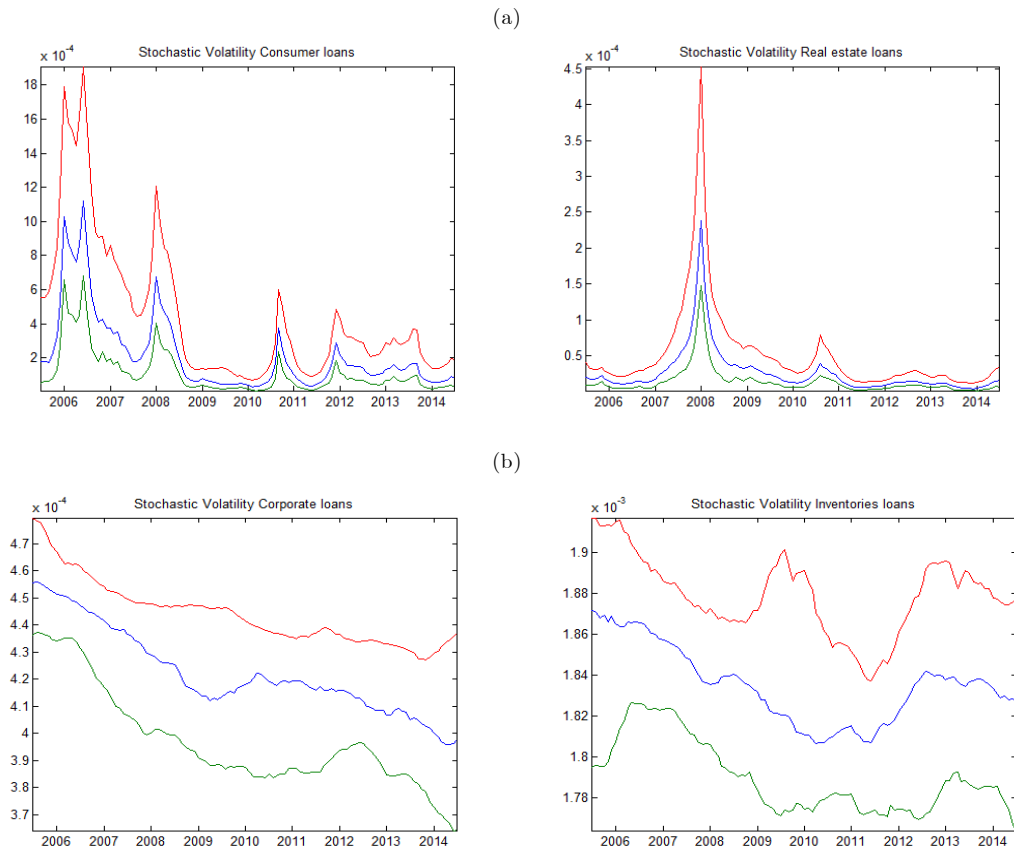 (a)
Stochastic Volatility Consumer loans
x 10-4
18
16
14
12
10
8
6
4
2
2006 2007 2008 2009 2010 2011 2012 2013 2014
Stochastic Volatility Real estate loans
x 10-4
4.5
4
3.5
3
2.5
2
1.5
1
0.5
2006 2007 2008 2009 2010 2011 2012 2013 2014
(b)
Stochastic Volatility Corporate loans
x 10-4
4.7
4.6
4.5
4.4
4.3
4.2
4.1
4
3.9
3.8
3.7
2006 2007 2008 2009 2010 2011 2012 2013 2014
Stochastic Volatility Inventories loans
x 10-3
1.9
1.88
1.86
1.84
1.82
1.8
1.78
2006 2007 2008 2009 2010 2011 2012 2013 2014